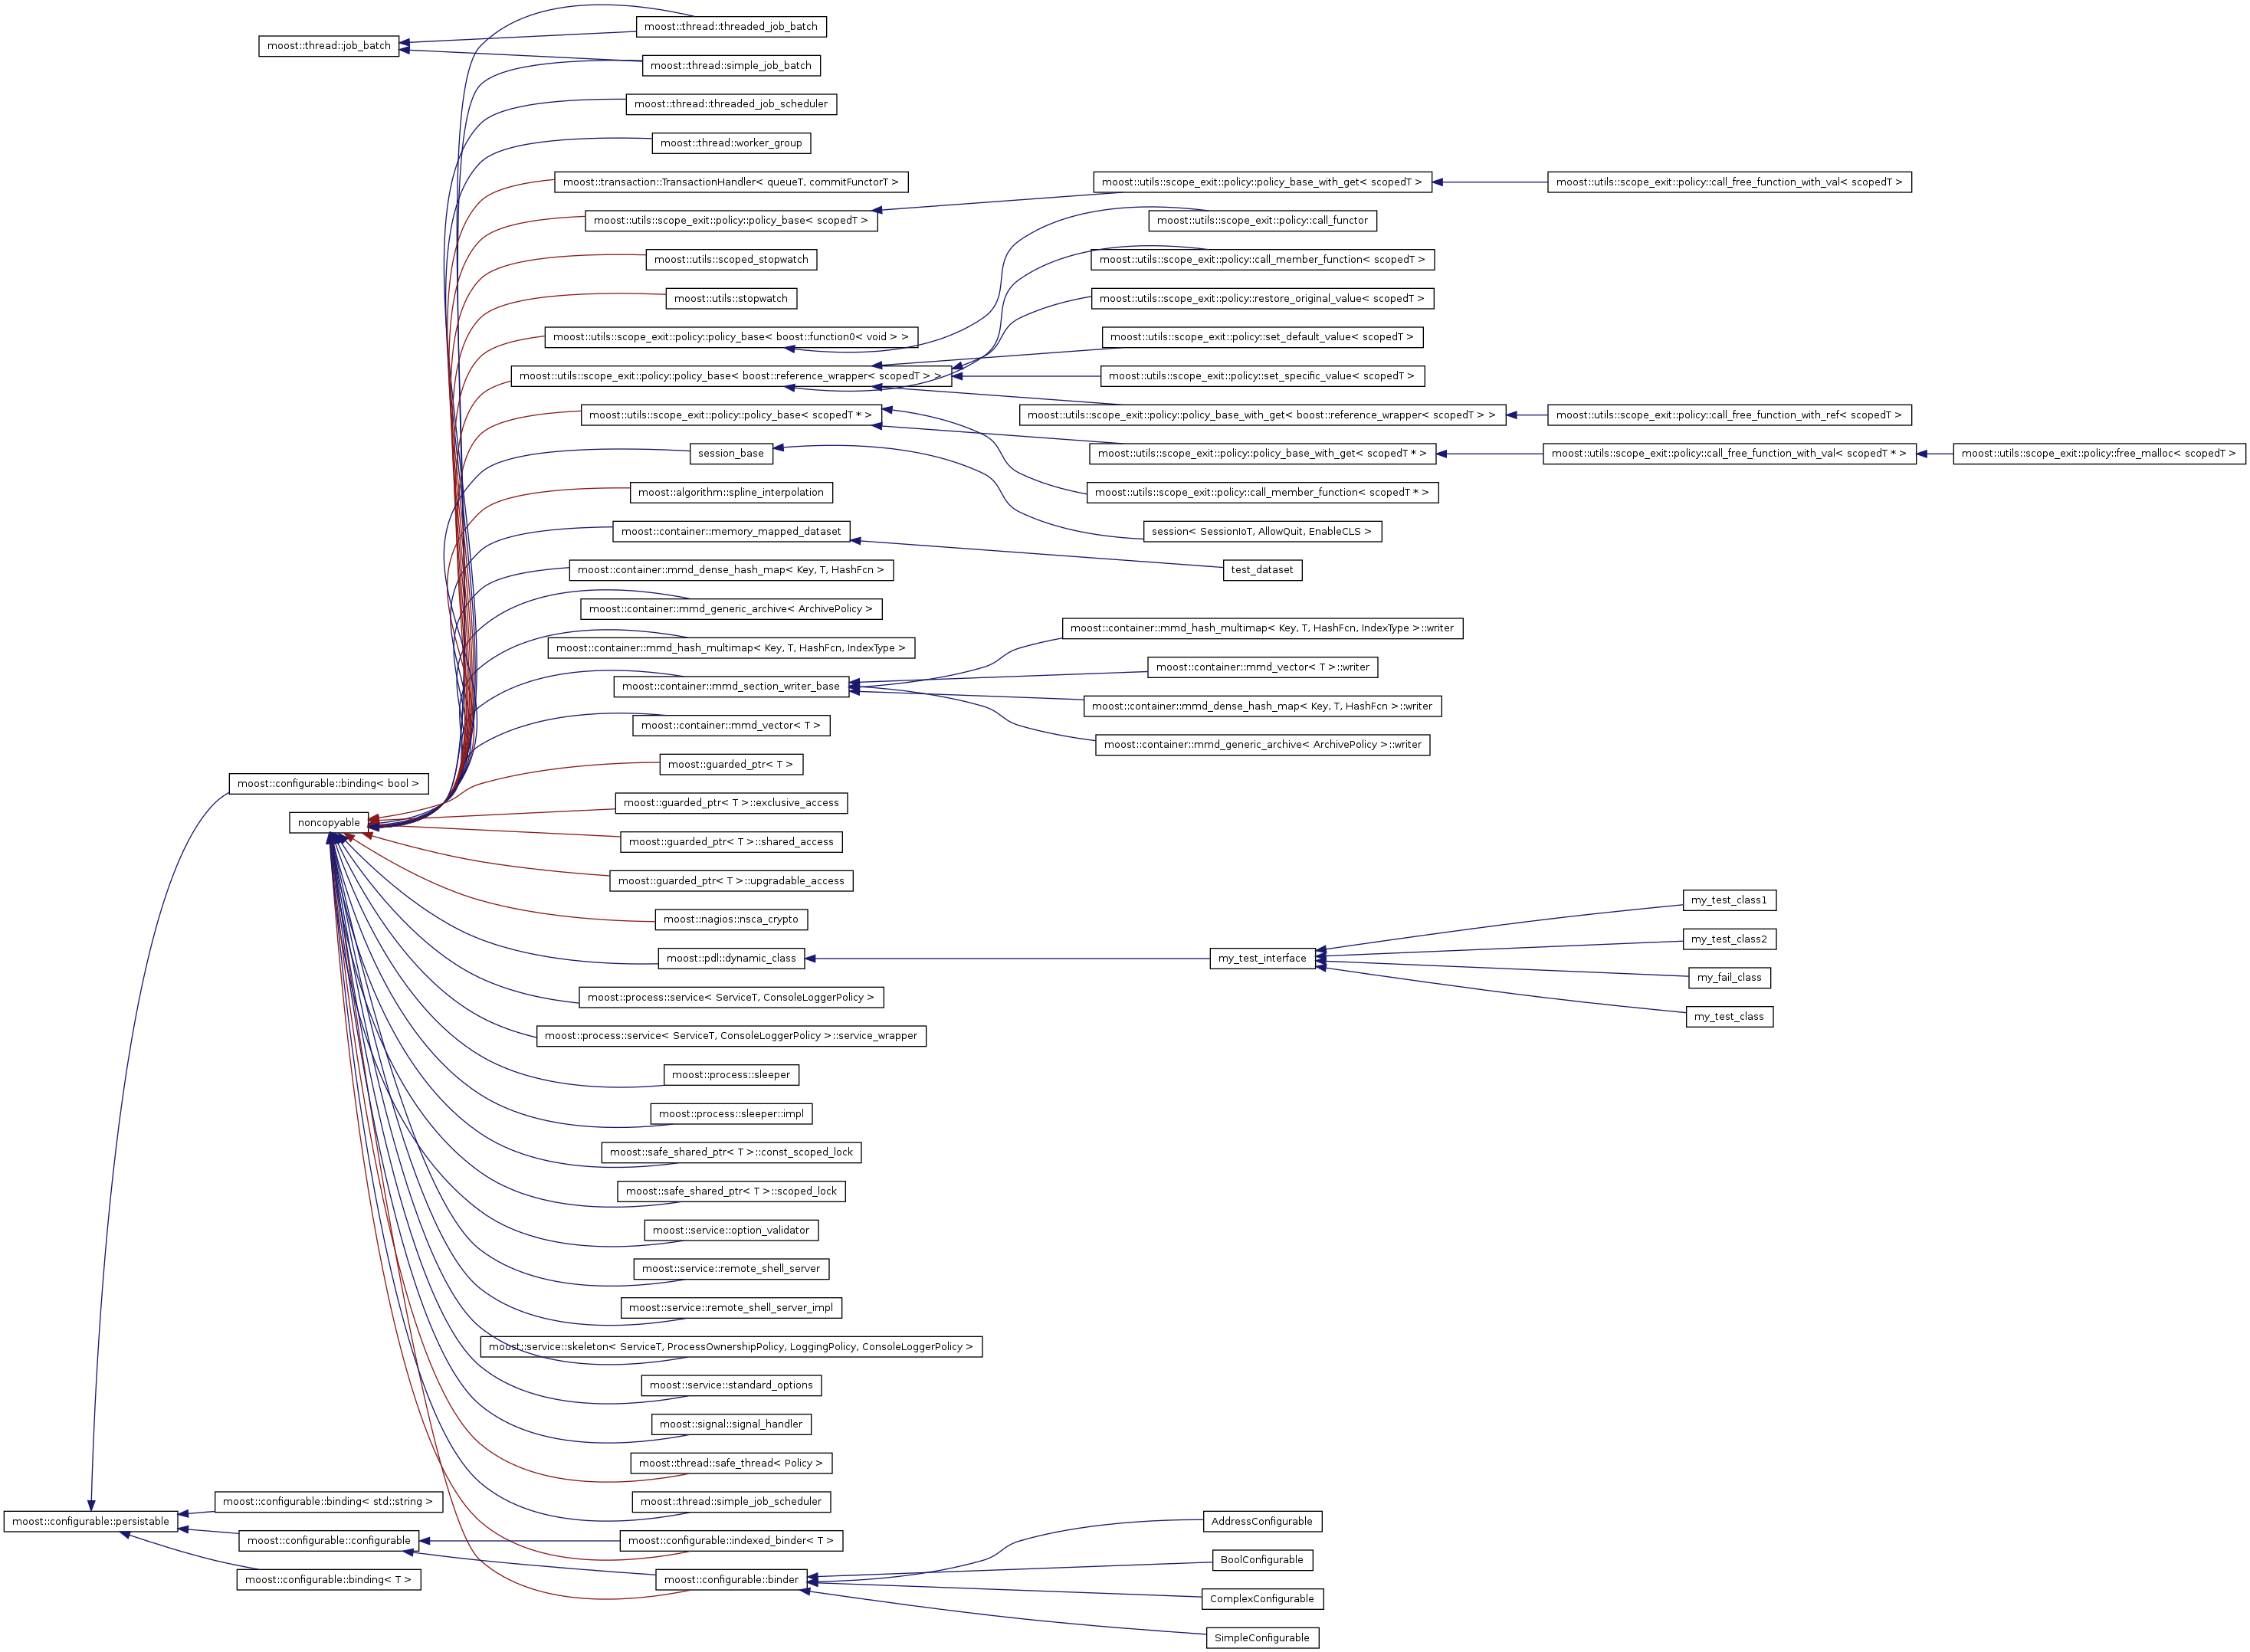 moost::thread::threaded_job_batch
moost::thread::job_batch
moost::thread::simple_job_batch
moost::thread::threaded_job_scheduler
moost::thread::worker_group
moost::transaction::TransactionHandler< queueT, commitFunctorT >
moost::utils::scope_exit::policy::policy_base_with_get< scopedT >
moost::utils::scope_exit::policy::call_free_function_with_val< scopedT >
moost::utils::scope_exit::policy::policy_base< scopedT >
moost::utils::scope_exit::policy::call_functor
moost::utils::scoped_stopwatch
moost::utils::scope_exit::policy::call_member_function< scopedT >
moost::utils::stopwatch
moost::utils::scope_exit::policy::restore_original_value< scopedT >
moost::utils::scope_exit::policy::policy_base< boost::function0< void > >
moost::utils::scope_exit::policy::set_default_value< scopedT >
moost::utils::scope_exit::policy::policy_base< boost::reference_wrapper< scopedT > >
moost::utils::scope_exit::policy::set_specific_value< scopedT >
moost::utils::scope_exit::policy::policy_base< scopedT * >
moost::utils::scope_exit::policy::policy_base_with_get< boost::reference_wrapper< scopedT > >
moost::utils::scope_exit::policy::call_free_function_with_ref< scopedT >
session_base
moost::utils::scope_exit::policy::policy_base_with_get< scopedT * >
moost::utils::scope_exit::policy::call_free_function_with_val< scopedT * >
moost::utils::scope_exit::policy::free_malloc< scopedT >
moost::algorithm::spline_interpolation
moost::utils::scope_exit::policy::call_member_function< scopedT * >
moost::container::memory_mapped_dataset
session< SessionIoT, AllowQuit, EnableCLS >
moost::container::mmd_dense_hash_map< Key, T, HashFcn >
test_dataset
moost::container::mmd_generic_archive< ArchivePolicy >
moost::container::mmd_hash_multimap< Key, T, HashFcn, IndexType >
moost::container::mmd_hash_multimap< Key, T, HashFcn, IndexType >::writer
moost::container::mmd_vector< T >::writer
moost::container::mmd_section_writer_base
moost::container::mmd_dense_hash_map< Key, T, HashFcn >::writer
moost::container::mmd_vector< T >
moost::container::mmd_generic_archive< ArchivePolicy >::writer
moost::guarded_ptr< T >
moost::configurable::binding< bool >
moost::guarded_ptr< T >::exclusive_access
noncopyable
moost::guarded_ptr< T >::shared_access
moost::guarded_ptr< T >::upgradable_access
my_test_class1
moost::nagios::nsca_crypto
my_test_class2
moost::pdl::dynamic_class
my_test_interface
my_fail_class
moost::process::service< ServiceT, ConsoleLoggerPolicy >
my_test_class
moost::process::service< ServiceT, ConsoleLoggerPolicy >::service_wrapper
moost::process::sleeper
moost::process::sleeper::impl
moost::safe_shared_ptr< T >::const_scoped_lock
moost::safe_shared_ptr< T >::scoped_lock
moost::service::option_validator
moost::service::remote_shell_server
moost::service::remote_shell_server_impl
moost::service::skeleton< ServiceT, ProcessOwnershipPolicy, LoggingPolicy, ConsoleLoggerPolicy >
moost::service::standard_options
moost::signal::signal_handler
moost::thread::safe_thread< Policy >
moost::configurable::binding< std::string >
moost::thread::simple_job_scheduler
moost::configurable::persistable
AddressConfigurable
moost::configurable::configurable
moost::configurable::indexed_binder< T >
BoolConfigurable
moost::configurable::binding< T >
moost::configurable::binder
ComplexConfigurable
SimpleConfigurable